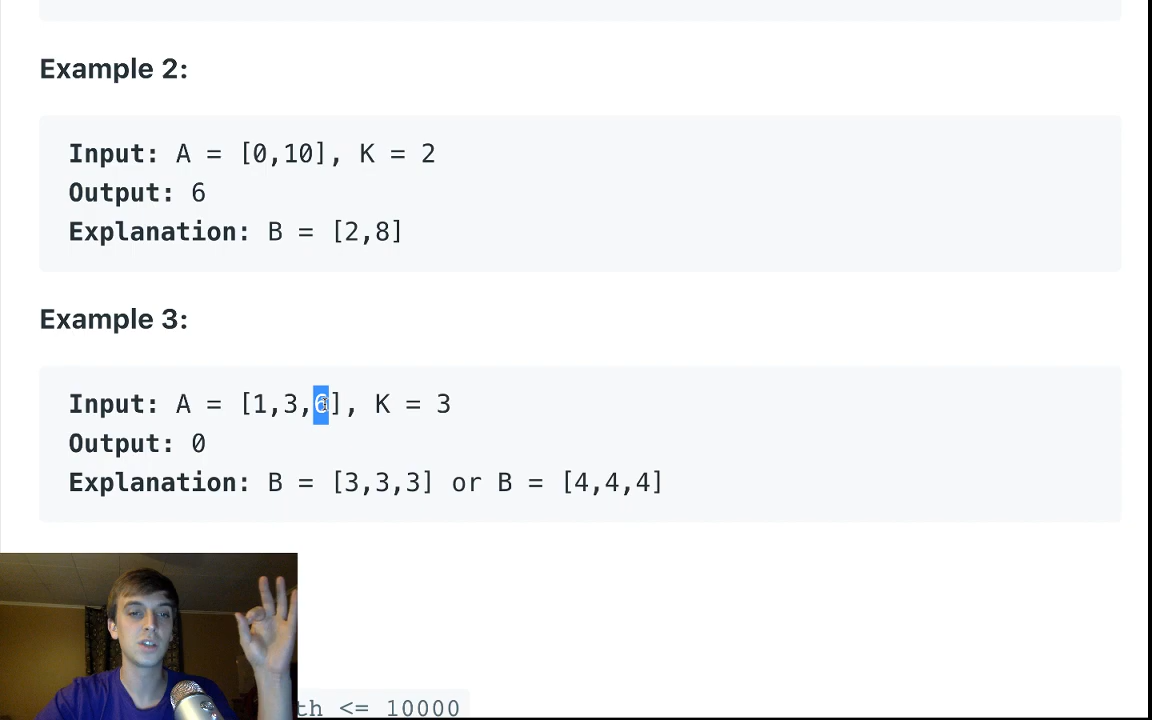 Example 2:
Input: A = [0,10], K = 2
Output: 6
Explanation: B = [2,8]
Example 3:
Input: A = [1,3,6], K = 3
Output: 0
Explanation: B = [3,3,3] or B = [4,4,4]
th <= 10000